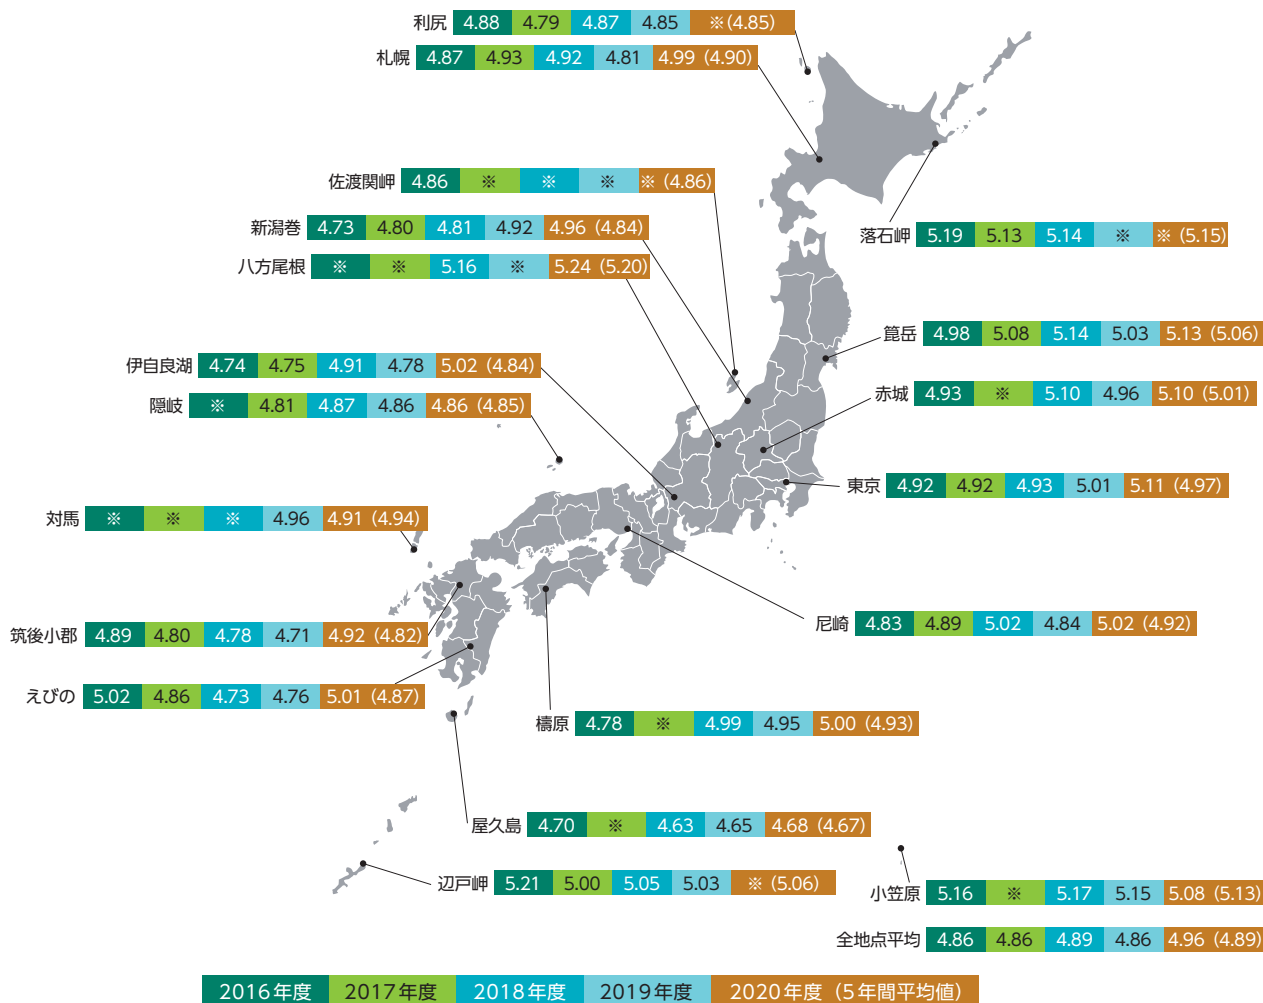 利尻 4.88 4.79 4.87 4.85 ※(4.85)
札幌 4.87 4.93 4.92 4.81 4.99（4.90）
佐渡関岬 4.86 ※ ※ ※ ※（4.86）
新潟巻 4.73 4.80 4.81 4.92 4.96（4.84）
落石岬 5.19 5.13 5.14 ※ ※（5.15）
八方尾根 ※ ※ 5.16 ※ 5.24（5.20）
箟岳 4.98 5.08 5.14 5.03 5.13（5.06）
伊自良湖 4.74 4.75 4.91 4.78 5.02（4.84）
赤城 4.93 ※ 5.10 4.96 5.10（5.01）
隠岐 ※ 4.81 4.87 4.86 4.86（4.85）
東京 4.92 4.92 4.93 5.01 5.11（4.97）
対馬 ※ ※ ※ 4.96 4.91（4.94）
尼崎 4.83 4.89 5.02 4.84 5.02（4.92）
筑後小郡 4.89 4.80 4.78 4.71 4.92（4.82）
えびの 5.02 4.86 4.73 4.76 5.01（4.87）
檮原 4.78 ※ 4.99 4.95 5.00（4.93）
屋久島 4.70 ※ 4.63 4.65 4.68（4.67）
辺戸岬 5.21 5.00 5.05 5.03 ※（5.06）
小笠原 5.16 ※ 5.17 5.15 5.08（5.13）
全地点平均 4.86 4.86 4.89 4.86 4.96（4.89）
2016年度 2017年度 2018年度 2019年度 2020年度（5年間平均値）